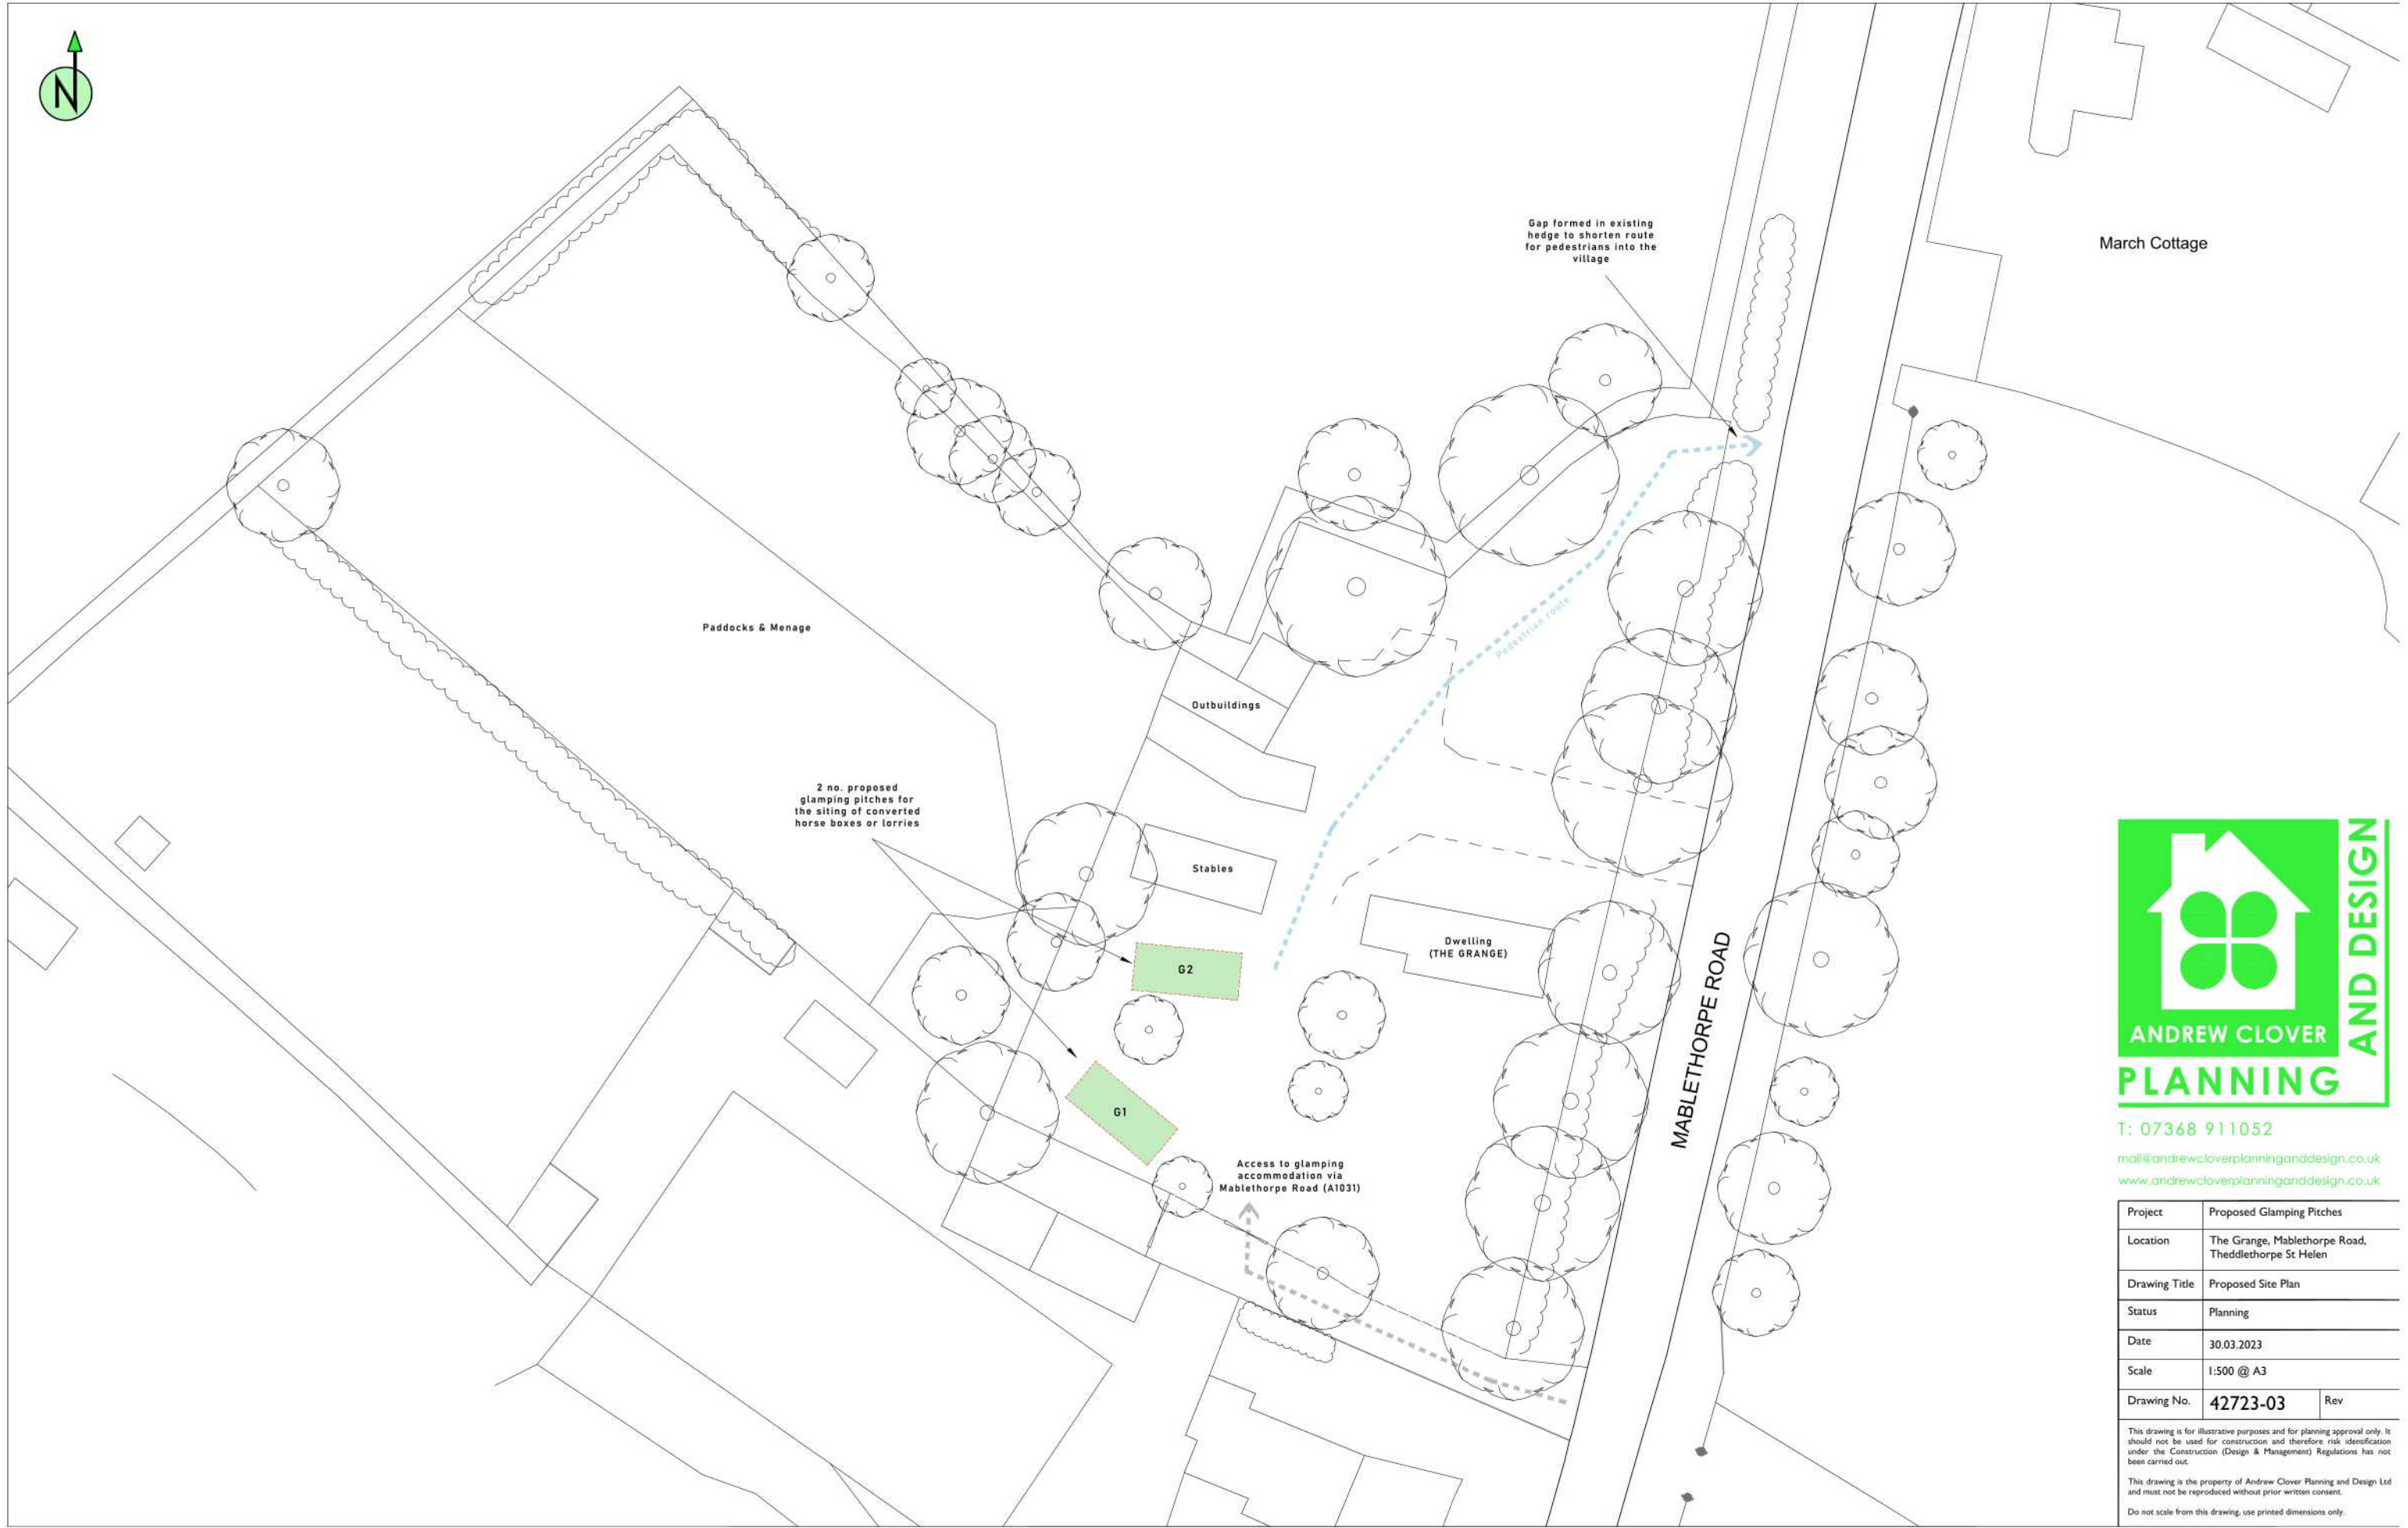 N
Gap formed in existing
hedge to shorten route
for pedestrians into the
village
March Cottage
Pedestrian route
Paddocks & Menage
Outbuildings
2 no. proposed
glamping pitches for
the siting of converted
horse boxes or lorries
Stables
Dwelling
(THE GRANGE)
G2
G1
MABLETHORPE ROAD
Access to glamping
accommodation via
Mablethorpe Road (A1031)
ANDREW CLOVER
PLANNING
AND DESIGN
T: 07368 911052
mail@andrewcloverplanninganddesign.co.uk
www.andrewcloverplanninganddesign.co.uk
Project Proposed Glamping Pitches
Location The Grange, Mablethorpe Road,
Theddlethorpe St Helen
Drawing Title Proposed Site Plan
Status Planning
Date 30.03.2023
Scale 1:500 @ A3
Drawing No. 42723-03 Rev
This drawing is for illustrative purposes and for planning approval only. It
should not be used for construction and therefore risk identification
under the Construction (Design & Management) Regulations has not
been carried out.
This drawing is the property of Andrew Clover Planning and Design Ltd
and must not be reproduced without prior written consent.
Do not scale from this drawing, use printed dimensions only.